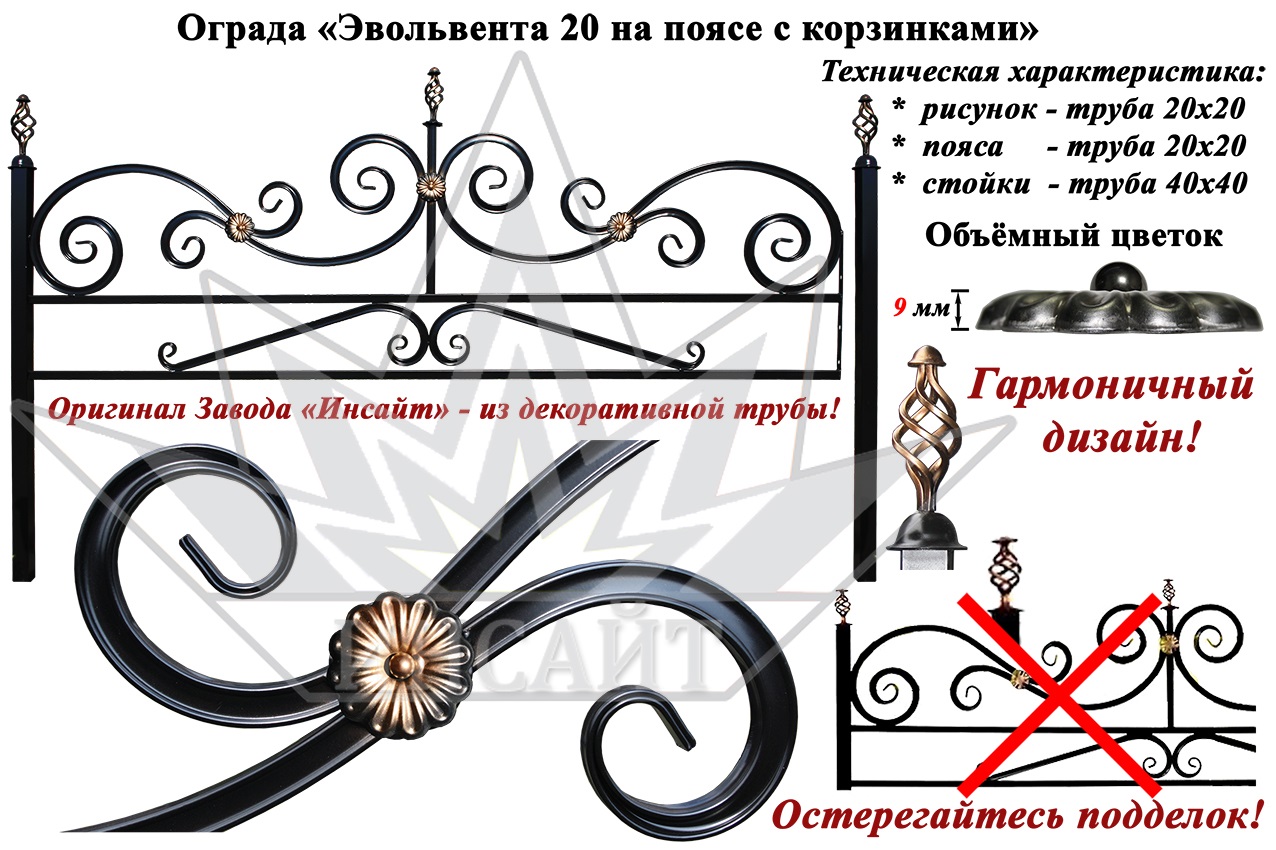 Ограда «Эвольвента 20 на поясе с корзинками»
Техническая характеристика:
* рисунок - труба 20х20
* пояса - труба 20х20
* стойки - труба 40х40
Объёмный цветок
9 мм
Гармоничный
дизайн!
Оригинал Завода «Инсайт» - из декоративной трубы!
ИНСАЙТ
Остерегайтесь подделок!